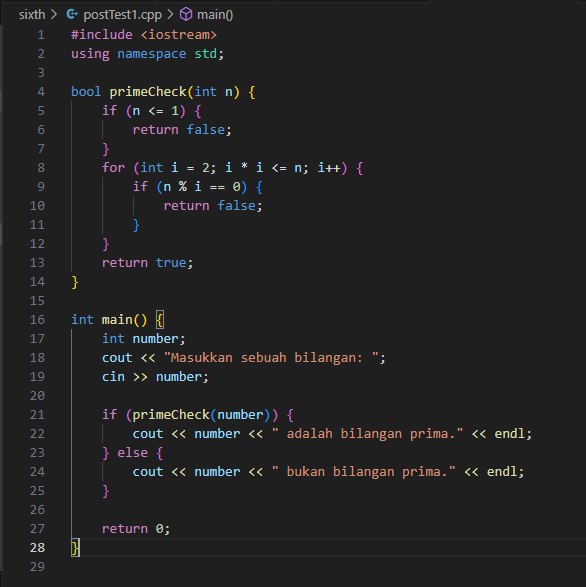 sixth > postTest1.cpp > main()
1 #include <iostream>
2 using namespace std;
3
4 bool primeCheck(int n) {
5     if (n <= 1) {
6         return false;
7     }
8     for (int i = 2; i * i <= n; i++) {
9         if (n % i == 0) {
10             return false;
11         }
12     }
13     return true;
14 }
15
16 int main() {
17     int number;
18     cout << "Masukkan sebuah bilangan: ";
19     cin >> number;
20
21     if (primeCheck(number)) {
22         cout << number << " adalah bilangan prima." << endl;
23     } else {
24         cout << number << " bukan bilangan prima." << endl;
25     }
26
27     return 0;
28 }
29